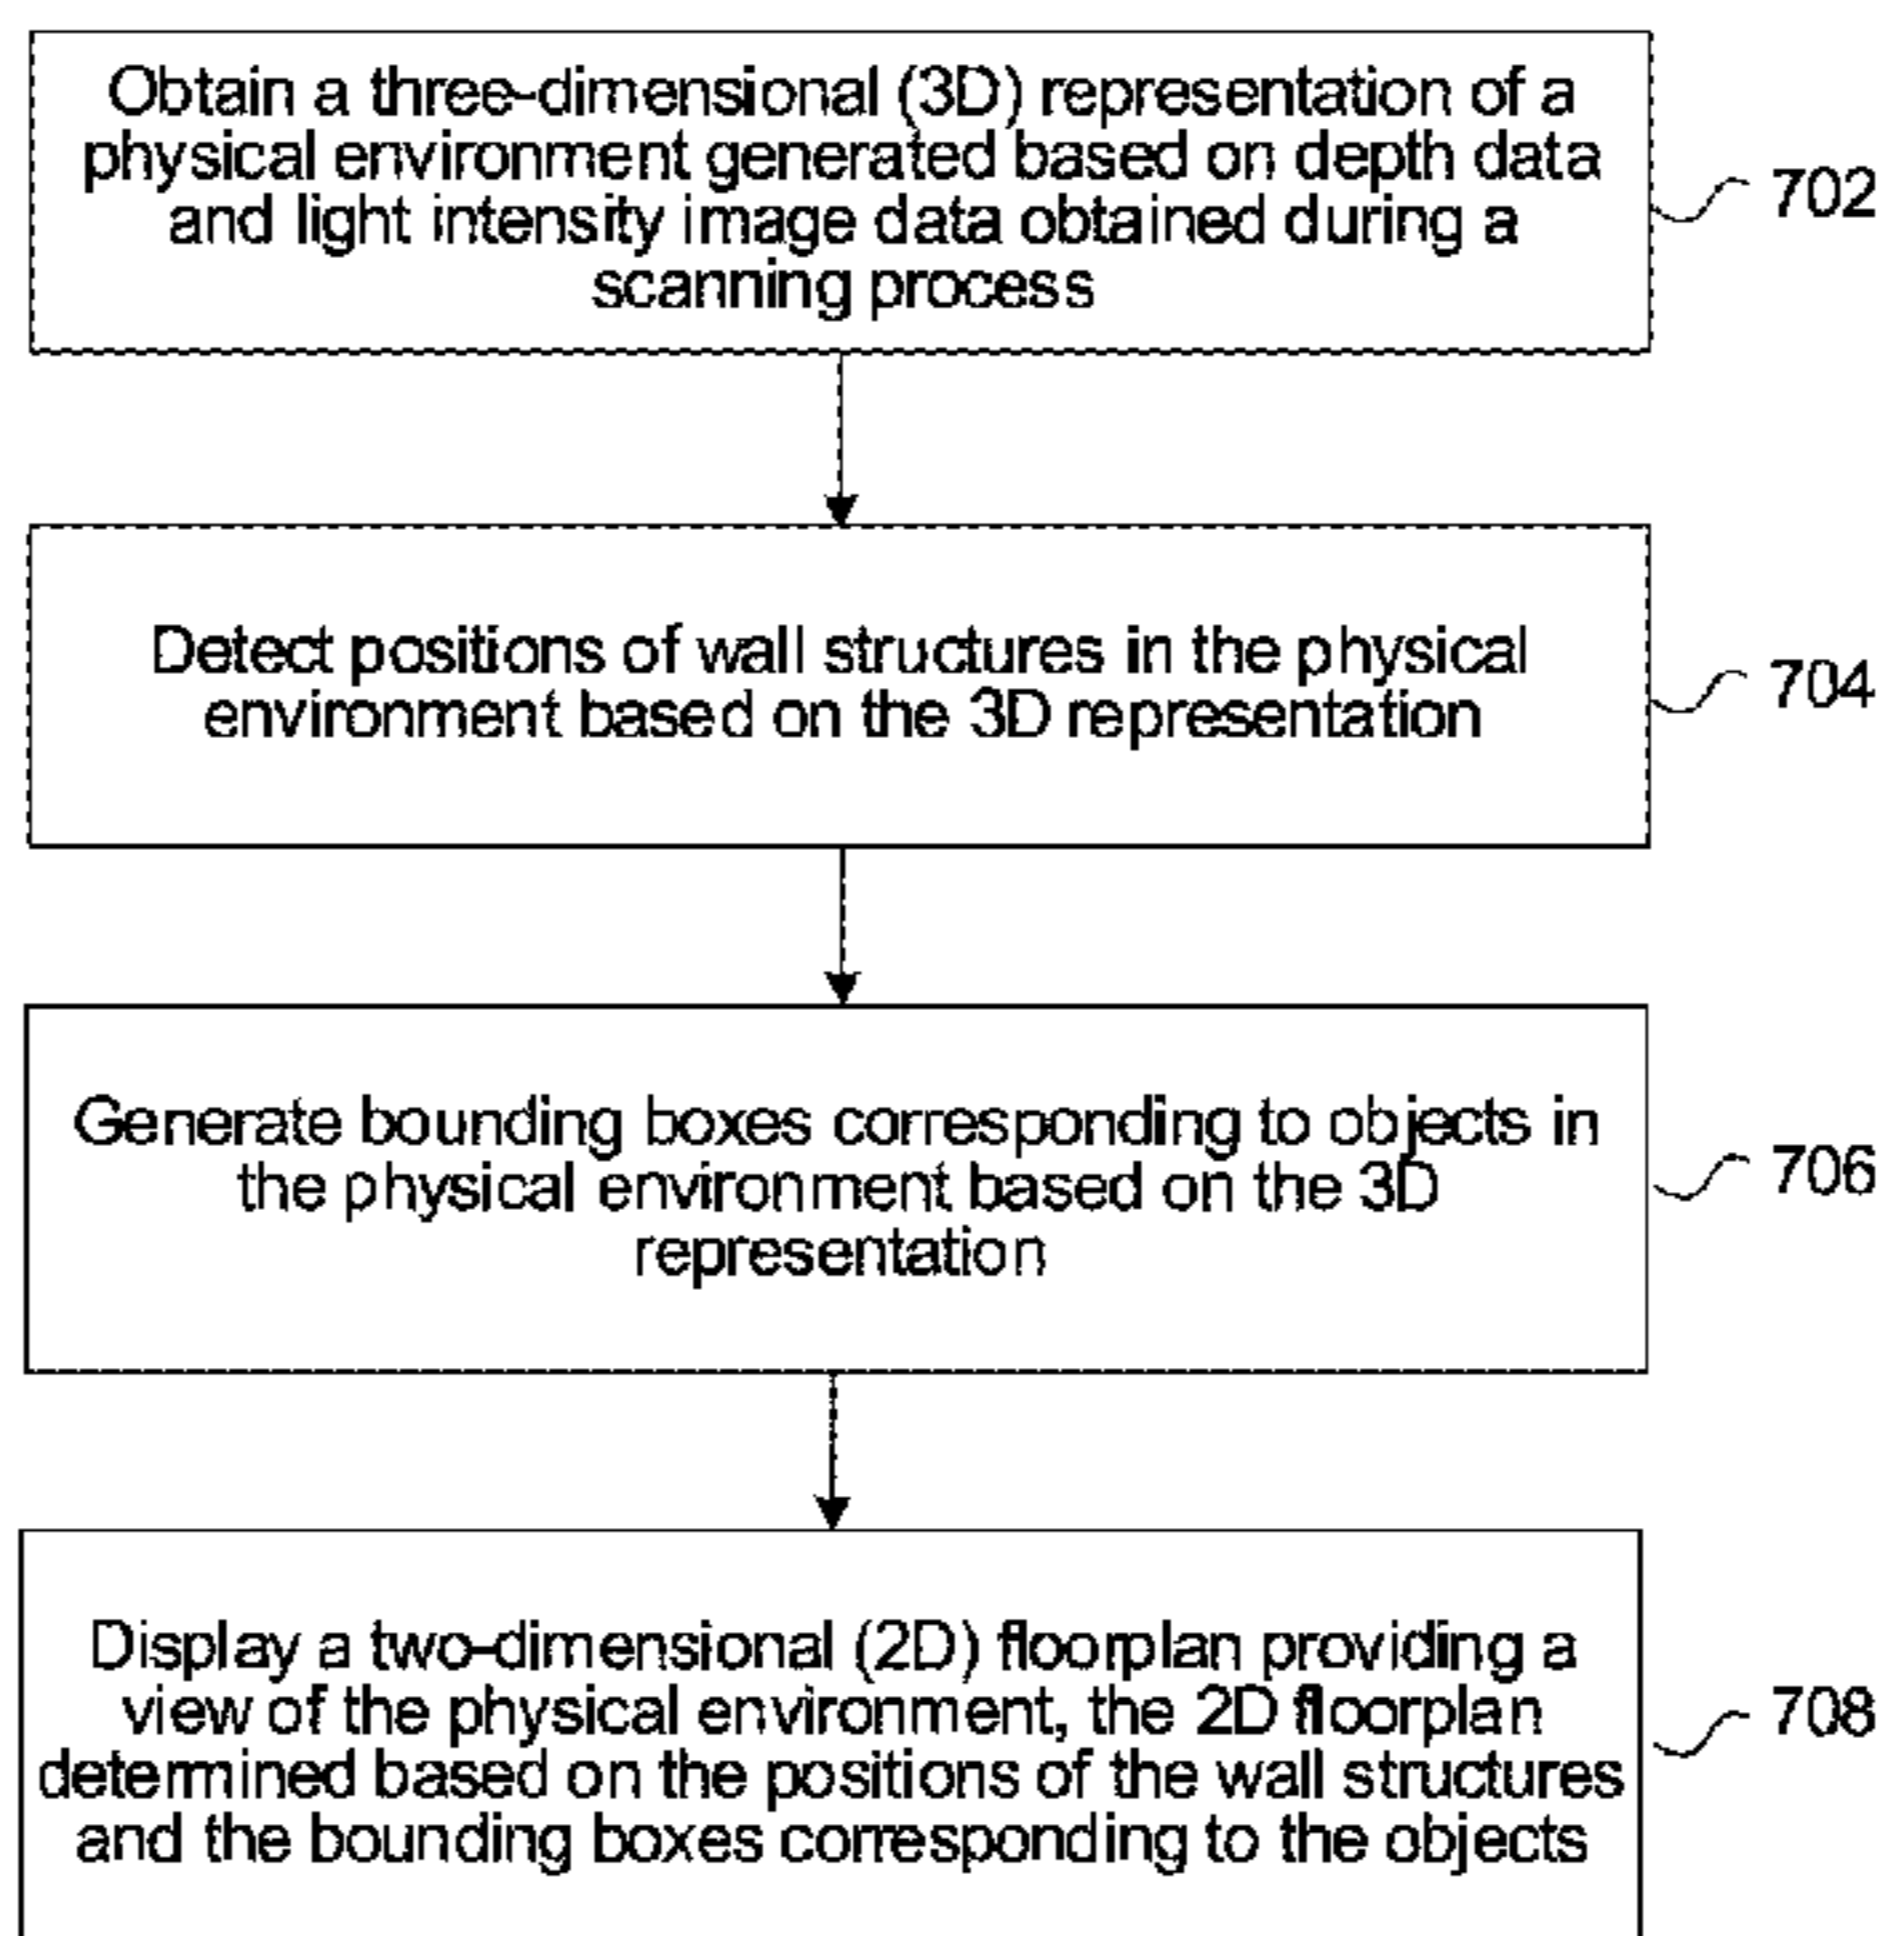 Obtain a three-dimensional (3D) representation of a
physical environment generated based on depth data
and light intensity image data obtained during a
scanning process
702
Detect positions of wall structures in the physical
environment based on the 3D representation
704
Generate bounding boxes corresponding to objects in
the physical environment based on the 3D
representation
706
Display a two-dimensional (2D) floorplan providing a
view of the physical environment, the 2D floorplan
determined based on the positions of the wall structures
and the bounding boxes corresponding to the objects
708